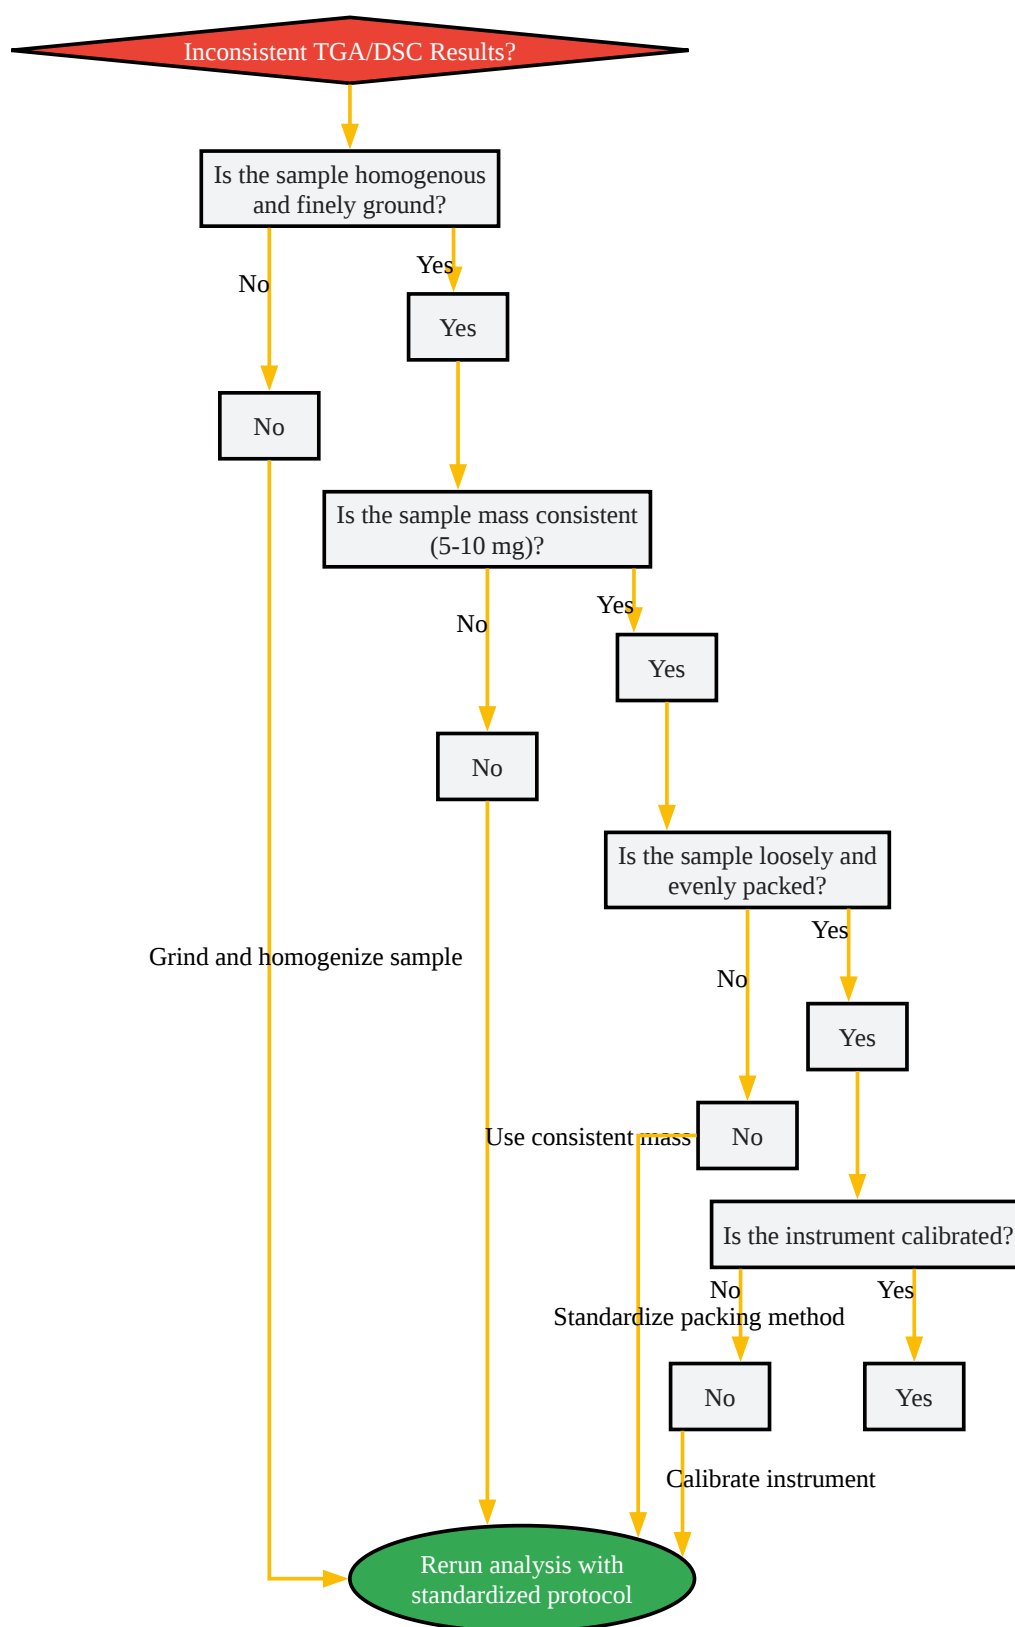 Inconsistent TGA/DSC Results?
Is the sample homogenous
and finely ground?
No
Yes
Yes
No
Is the sample mass consistent
(5-10 mg)?
No
Yes
Yes
No
Is the sample loosely and
evenly packed?
Yes
Grind and homogenize sample
No
Yes
Use consistent mass
No
Is the instrument calibrated?
No
Yes
Standardize packing method
No
Yes
Calibrate instrument
Rerun analysis with
standardized protocol